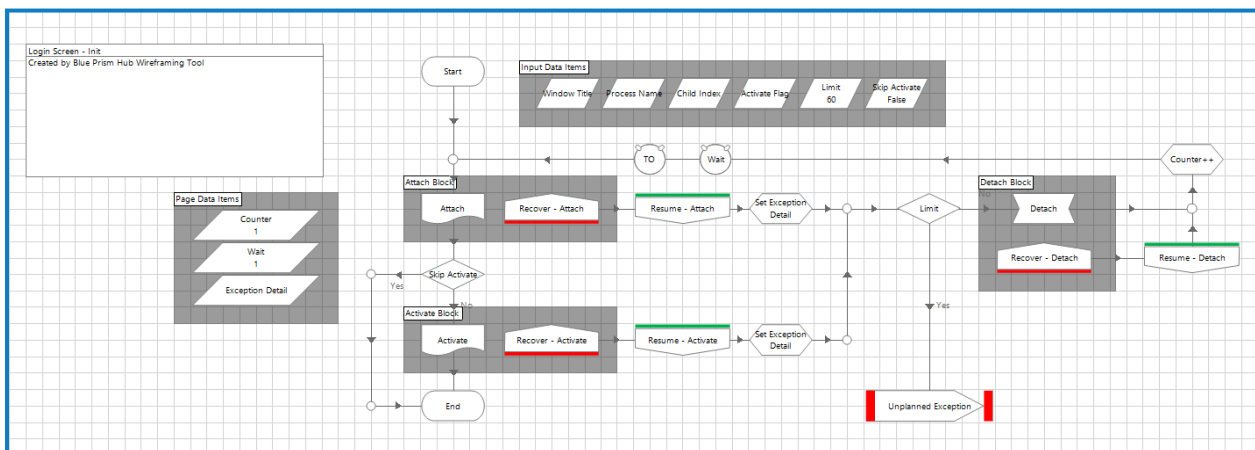 Login Screen - Init
Created by Blue Prism Hub Wireframing Tool
Start
Input Data Items
Window Title
Process Name
Child Index
Activate Flag
Limit
60
Skip Activate
False
TO
Wait
Counter++
Page Data Items
Counter
1
Wait
1
Exception Detail
Attach Block
Attach
Recover - Attach
Resume - Attach
Set Exception
Detail
Limit
No
Detach Block
Detach
Recover - Detach
Resume - Detach
Skip Activate
Yes
No
Yes
Activate Block
Activate
Recover - Activate
Resume - Activate
Set Exception
Detail
End
Unplanned Exception